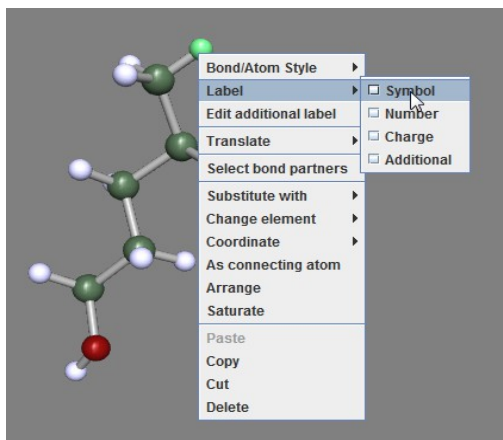 Bond/Atom Style
Label
Edit additional label
Translate
Select bond partners
Substitute with
Change element
Coordinate
As connecting atom
Arrange
Saturate
Paste
Copy
Cut
Delete
Symbol
Number
Charge
Additional